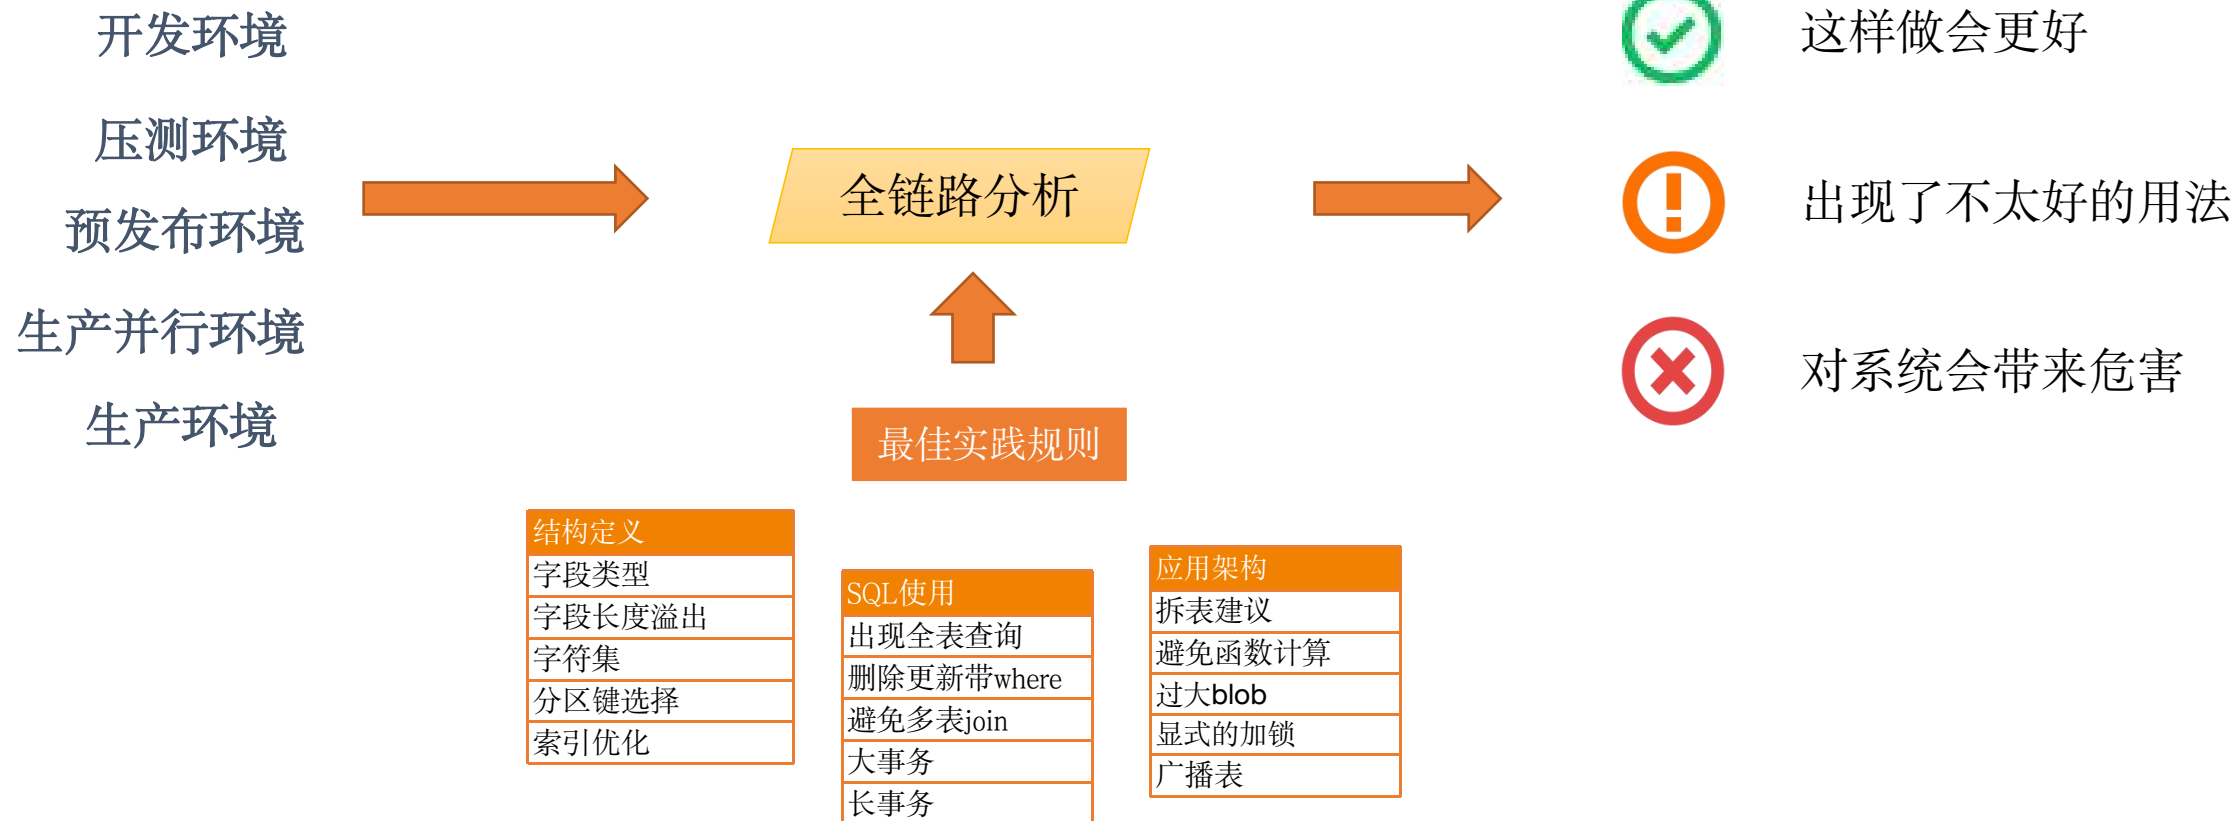 开发环境
压测环境
预发布环境
生产并行环境
生产环境
全链路分析
最佳实践规则
结构定义
字段类型
字段长度溢出
字符集
分区键选择
索引优化
SQL使用
出现全表查询
删除更新带where
避免多表join
大事务
长事务
应用架构
拆表建议
避免函数计算
过大blob
显式的加锁
广播表
这样做会更好
出现了不太好的用法
对系统会带来危害